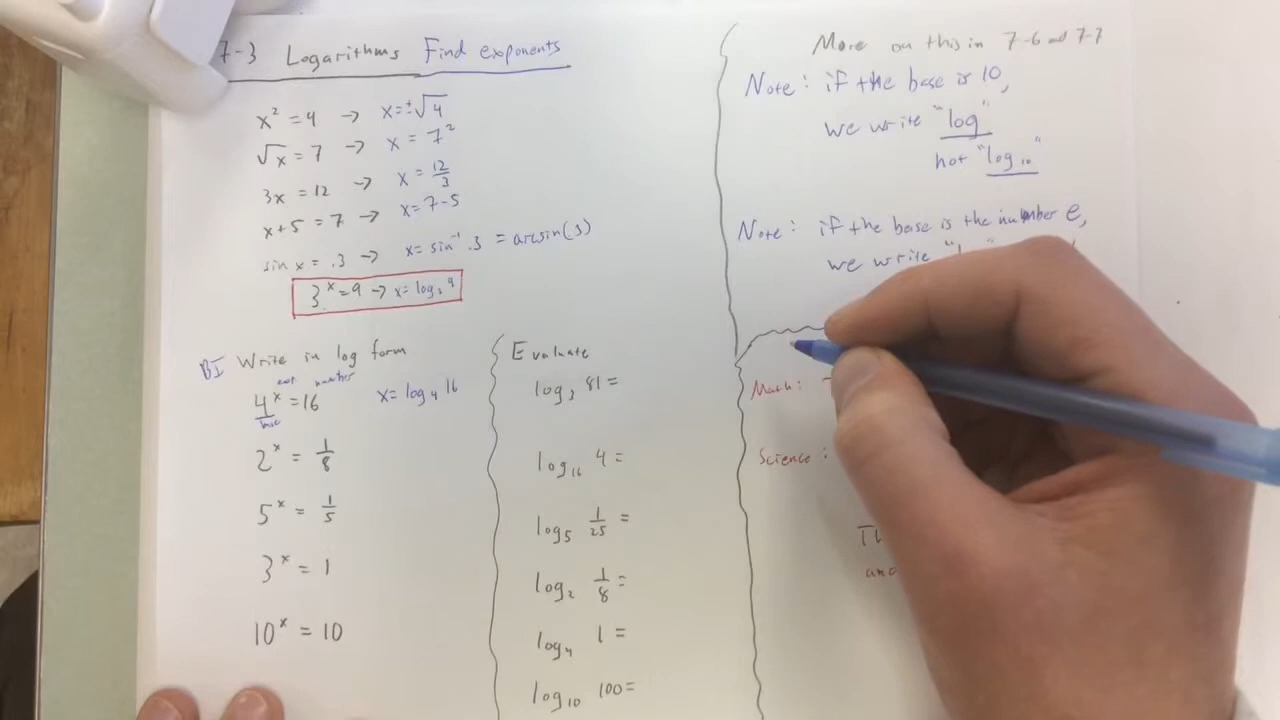 7-3 Logarithms Find exponents
x² = 4 → x = ±√4
√x = 7 → x = 7²
3x = 12 → x = 12/3
x + 5 = 7 → x = 7-5
sin x = .3 → x = sin⁻¹ .3 = arcsin(.3)
3ˣ = 9 → x = log₃ 9
BI Write in log form
exp number
4ˣ = 16 x = log₄ 16
base
2ˣ = 1/8
5ˣ = 1/5
3ˣ = 1
10ˣ = 10
Evaluate
log₃ 81 =
log₁₆ 4 =
log₅ 1/25 =
log₂ 1/8 =
log₄ 1 =
log₁₀ 100 =
More on this in 7-6 and 7-7
Note: if the base is 10,
we write "log"
not "log₁₀"
Note: if the base is the number e,
we write
Math:
Science: